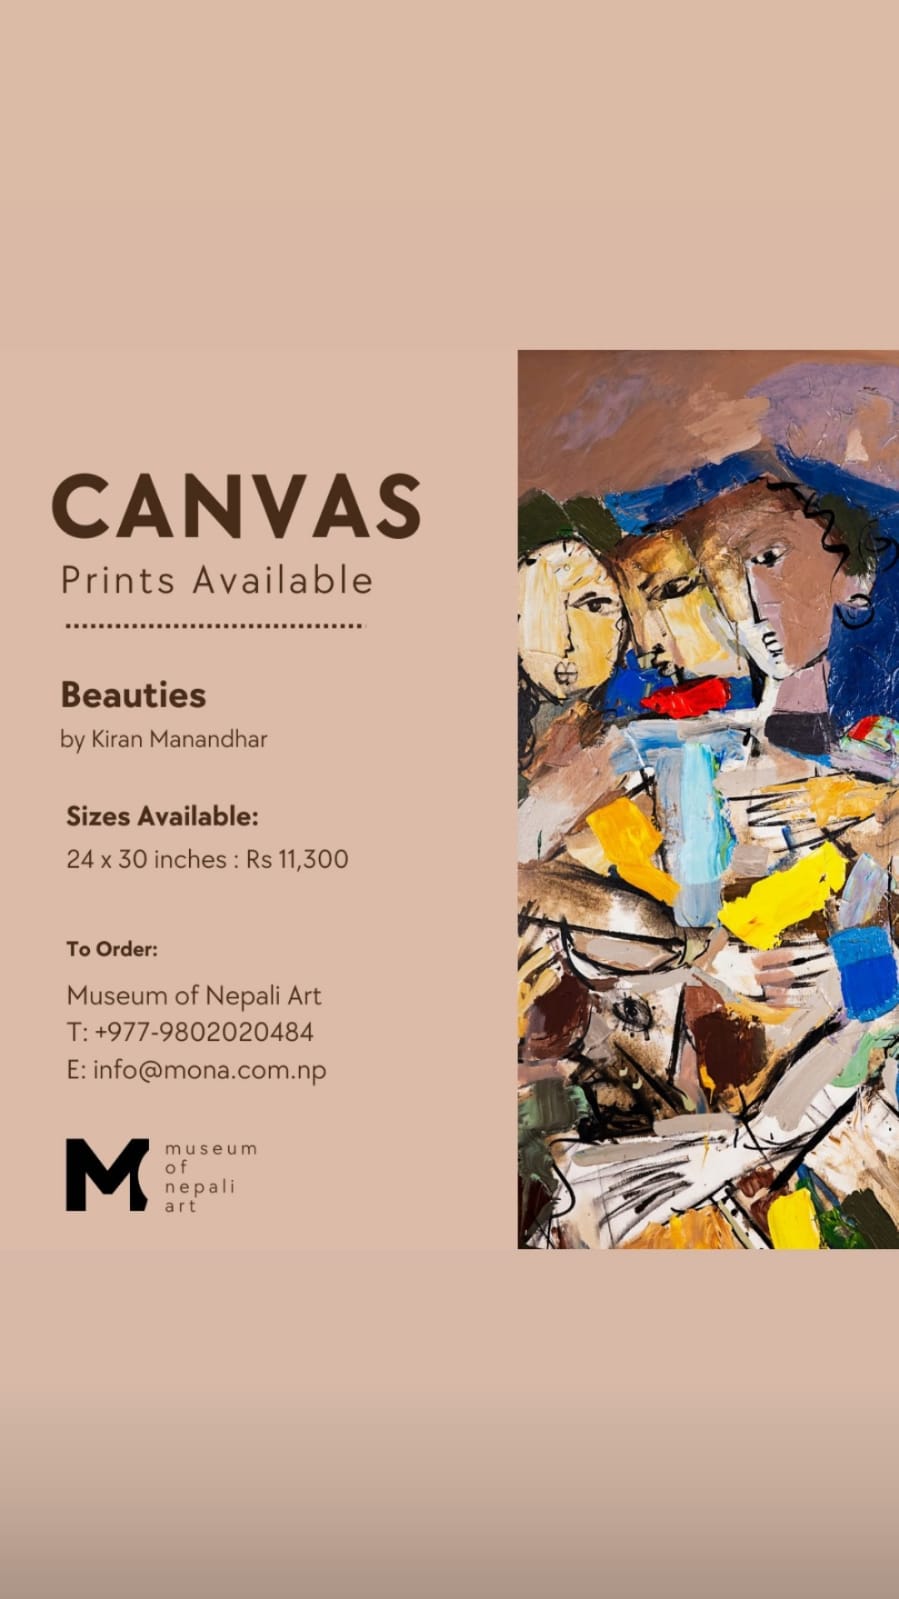 CANVAS
Prints Available
Beauties
by Kiran Manandhar
Sizes Available:
24 x 30 inches : Rs 11,300
To Order:
Museum of Nepali Art
T: +977-9802020484
E: info@mona.com.np
M
museum
of
nepali
art